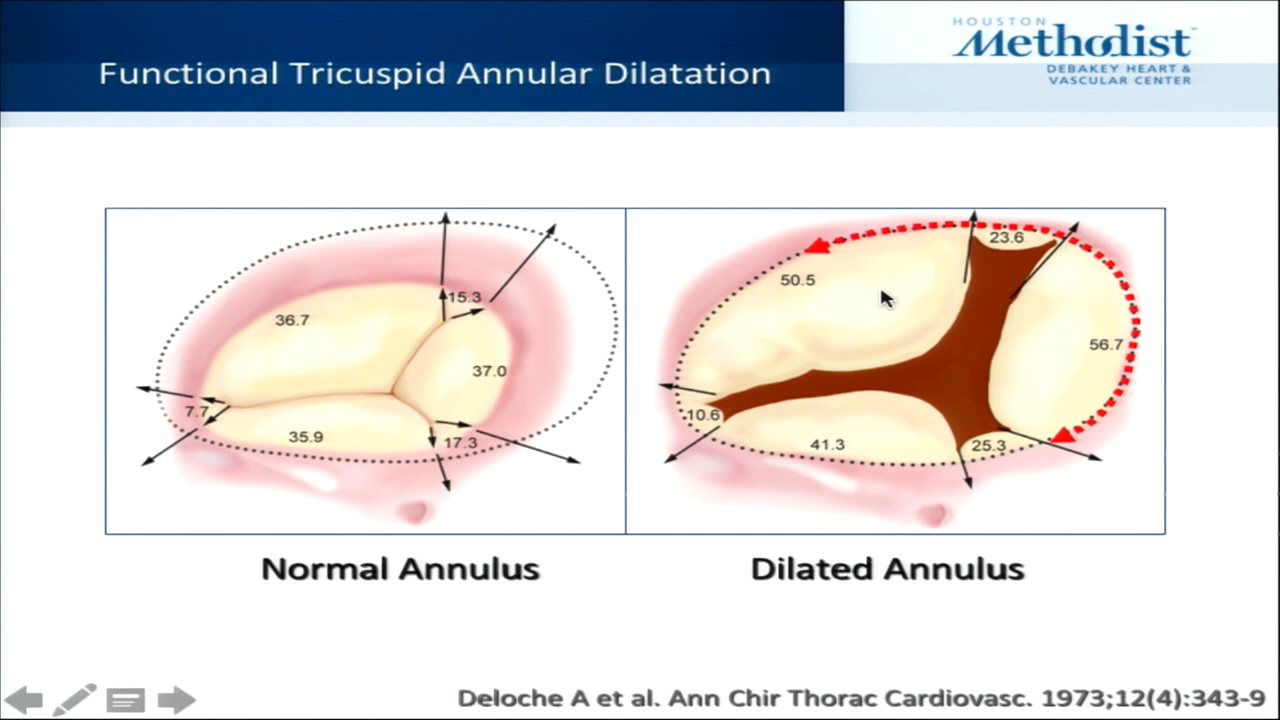 Functional Tricuspid Annular Dilatation
HOUSTON
Methodist
DEBAKEY HEART &
VASCULAR CENTER
15.3
36.7
37.0
7.7
35.9
17.3
23.6
50.5
56.7
10.6
41.3
25.3
Normal Annulus
Dilated Annulus
Deloche A et al. Ann Chir Thorac Cardiovasc. 1973;12(4):343-9